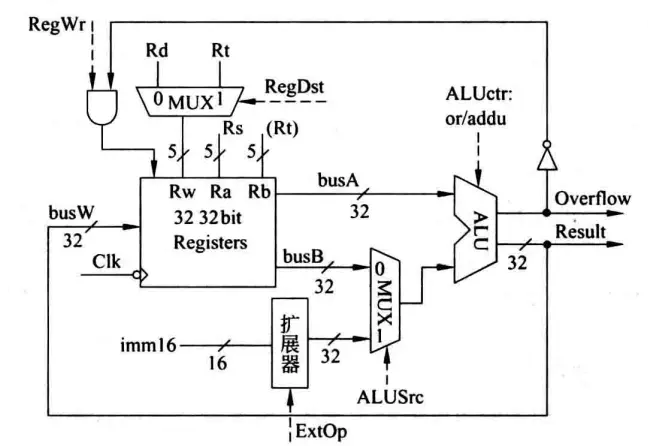 RegWr
Rd
Rt
0 MUX 1
RegDst
ALUctr:
or/addu
Rs
(Rt)
5
5
5
Rw Ra Rb
32 32bit
Registers
busW
32
Clk
busA
32
busB
32
0
MUX
1
ALU
Overflow
Result
32
imm16
16
扩展器
32
ALUSrc
ExtOp